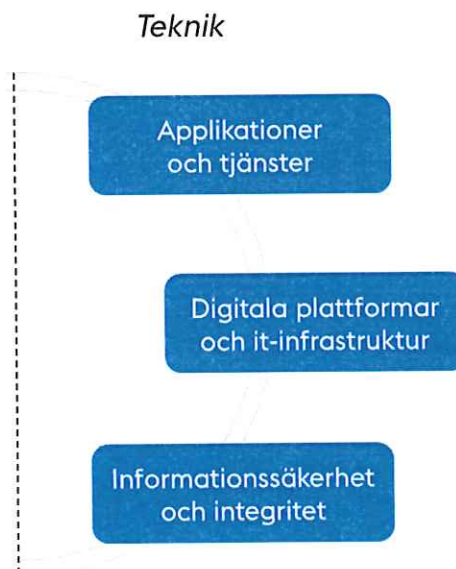 Teknik
Applikationer
och tjänster
Digitala plattformar
och it-infrastruktur
Informationssäkerhet
och integritet